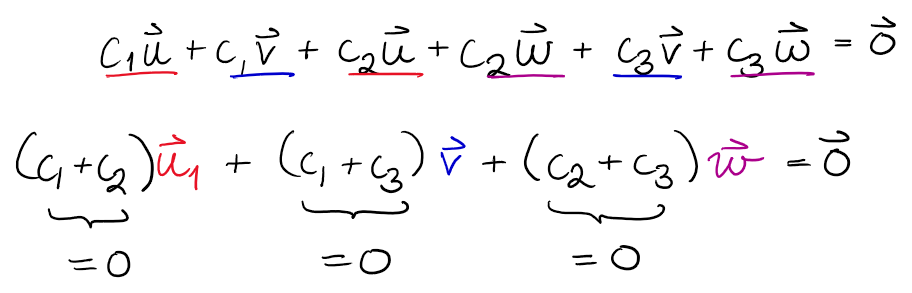 c₁u⃗ + c₁v⃗ + c₂u⃗ + c₂w⃗ + c₃v⃗ + c₃w⃗ = 0⃗
(c₁+c₂)u⃗₁ + (c₁+c₃)v⃗ + (c₂+c₃)w⃗ = 0⃗
=0 =0 =0